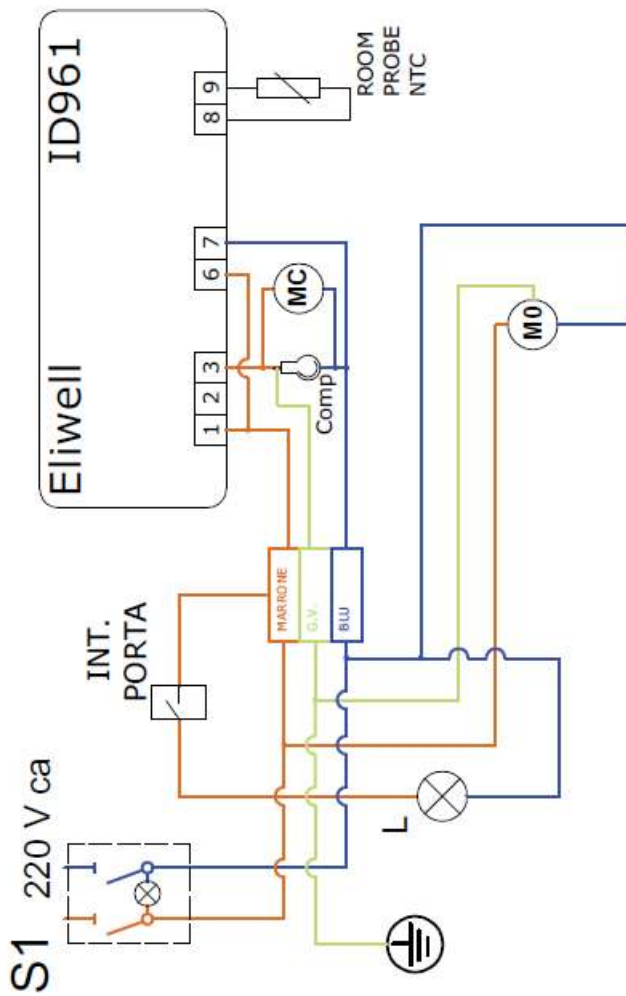 Eliwell ID961
1 2 3 6 7 8 9
ROOM
PROBE
NTC
MC
Comp
MO
INT.
PORTA
MARRONE
G.V.
BLU
S1 220 V ca
L